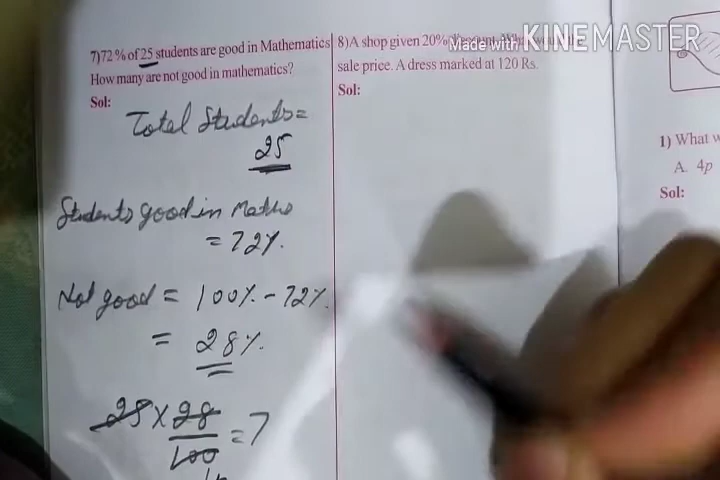 Made with KINEMASTER
7)72% of 25 students are good in Mathematics
How many are not good in mathematics?
Sol:
Total Students=
25
Students good in Maths
= 72%.
Not good = 100% - 72%.
= 28%.
25 x 28
100
= 7
8)A shop given 20%
sale price. A dress marked at 120 Rs.
Sol:
1) What
A. 4p
Sol: